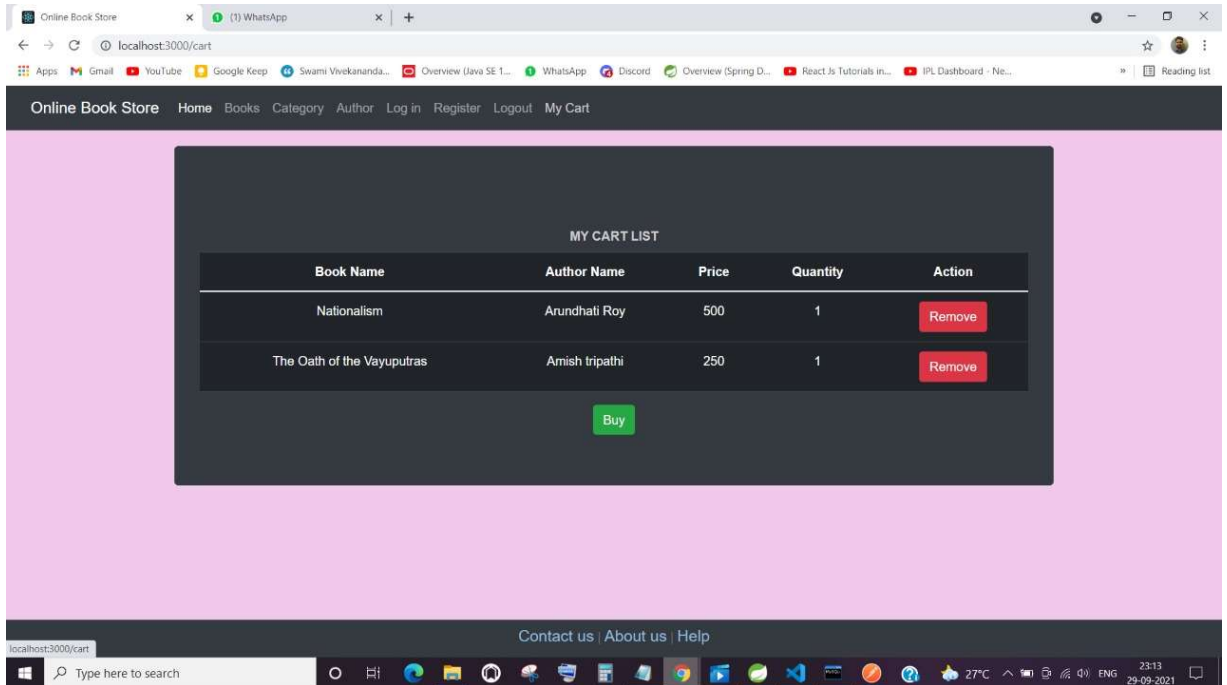 Online Book Store (1) WhatsApp
localhost:3000/cart
Apps Gmail YouTube Google Keep Swami Vivekananda... Overview (Java SE 1... WhatsApp Discord Overview (Spring D... React Js Tutorials in... IPL Dashboard - Ne... » Reading list
Online Book Store Home Books Category Author Log in Register Logout My Cart
MY CART LIST
Book Name Author Name Price Quantity Action
Nationalism Arundhati Roy 500 1 Remove
The Oath of the Vayuputras Amish tripathi 250 1 Remove
Buy
Contact us | About us | Help
localhost:3000/cart
Type here to search 27°C ENG 23:13
29-09-2021